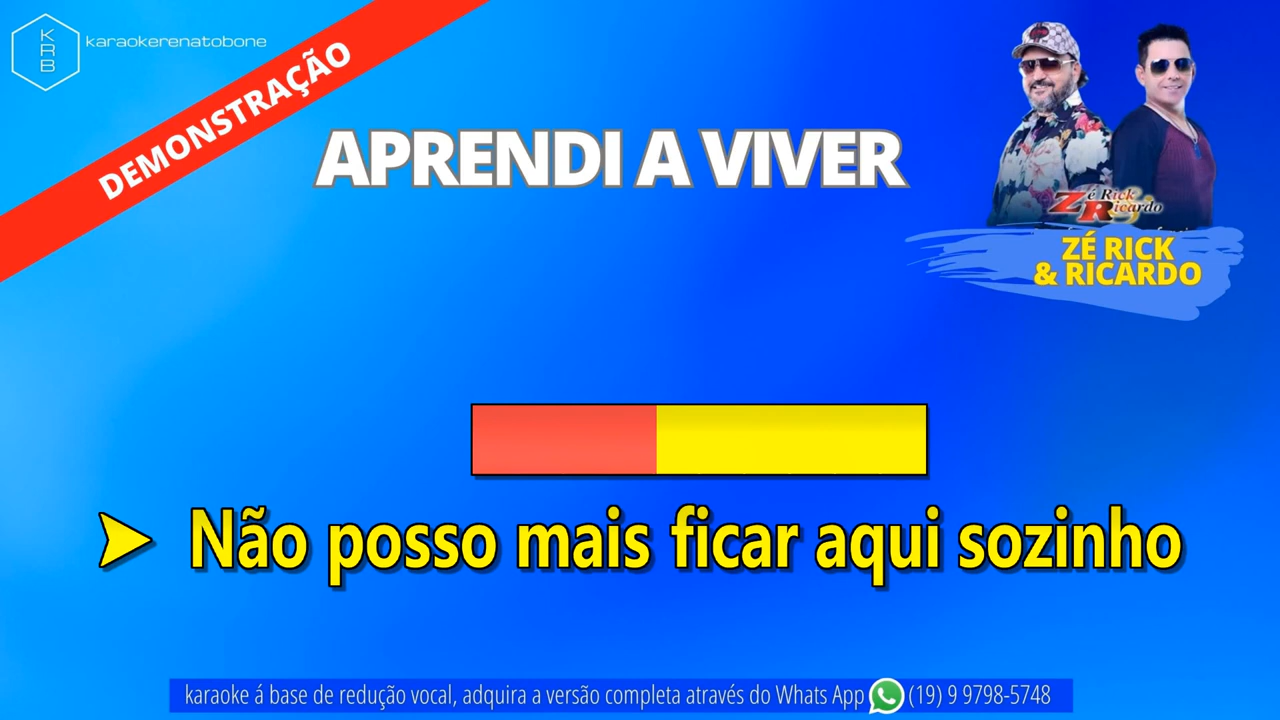 K
R
B
karaokerenatobone
DEMONSTRAÇÃO
APRENDI A VIVER
Zé Rick
Ricardo
ZÉ RICK
& RICARDO
Não posso mais ficar aqui sozinho
karaoke á base de redução vocal, adquira a versão completa através do Whats App (19) 9 9798-5748